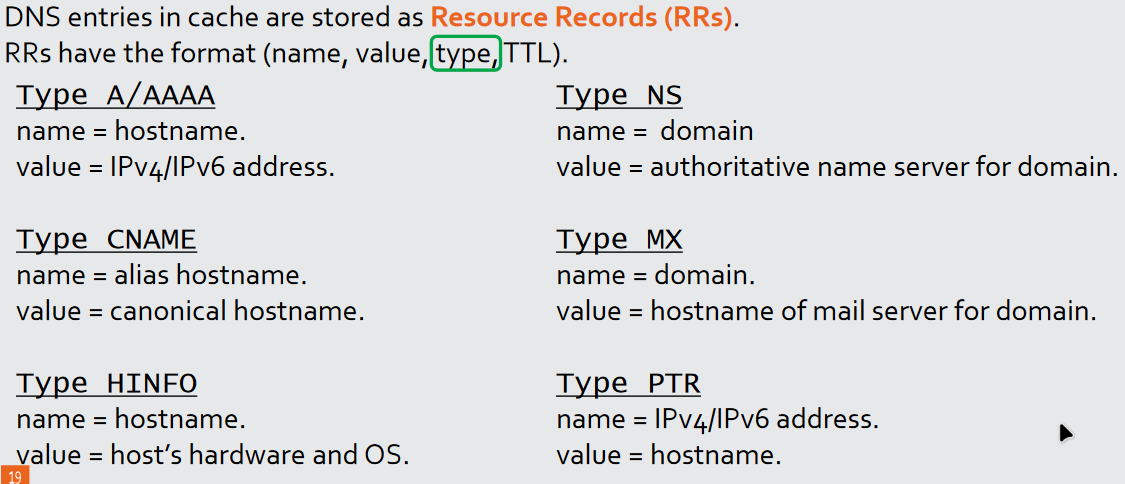 DNS entries in cache are stored as Resource Records (RRs).
RRs have the format (name, value, type, TTL).
Type A/AAAA
name = hostname.
value = IPv4/IPv6 address.
Type NS
name = domain
value = authoritative name server for domain.
Type CNAME
name = alias hostname.
value = canonical hostname.
Type MX
name = domain.
value = hostname of mail server for domain.
Type HINFO
name = hostname.
value = host’s hardware and OS.
Type PTR
name = IPv4/IPv6 address.
value = hostname.
19